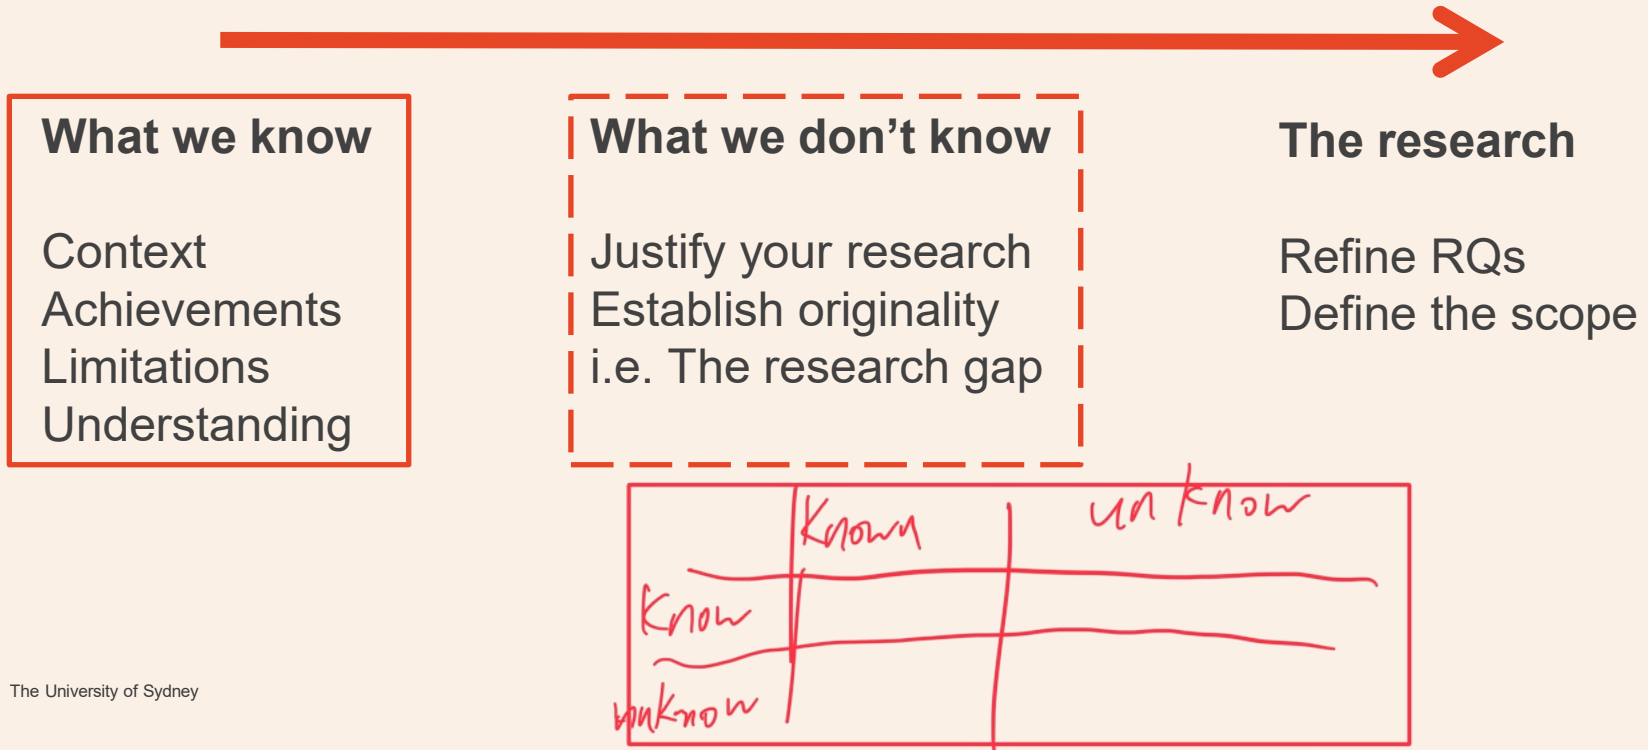 What we know
Context
Achievements
Limitations
Understanding
What we don’t know
Justify your research
Establish originality
i.e. The research gap
The research
Refine RQs
Define the scope
Known
unknow
Know
unknow
The University of Sydney